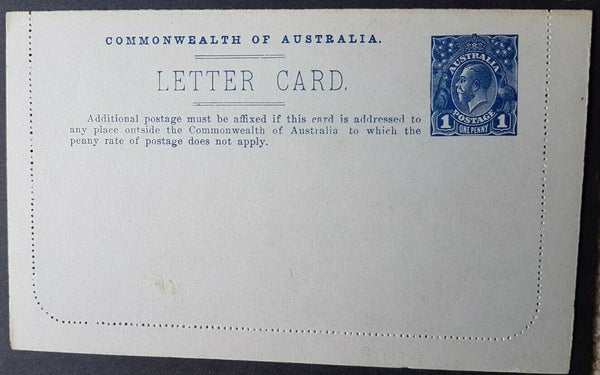 COMMONWEALTH OF AUSTRALIA.
LETTER CARD.
Additional postage must be affixed if this card is addressed to
any place outside the Commonwealth of Australia to which the
penny rate of postage does not apply.
AUSTRALIA
POSTAGE
1 ONE PENNY 1